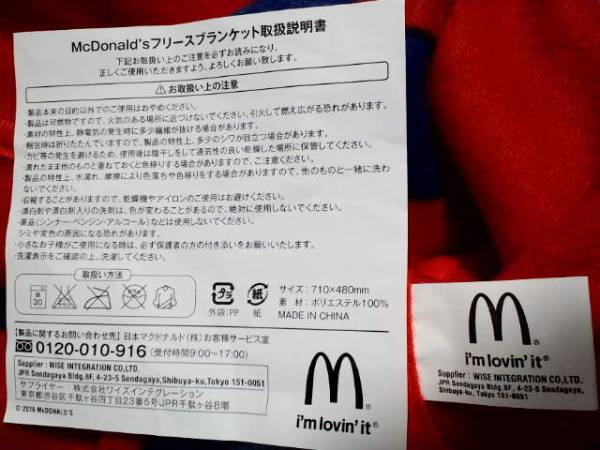 McDonald'sフリースブランケット取扱説明書
下記お取扱い上のご注意を必ずお読みになり、
正しくご使用いただきますよう、よろしくお願い致します。
⚠お取扱い上の注意
・製品本来の目的以外でのご使用はおやめください。
・製品は可燃物ですので、火気のある場所に近づけないでください。引火して燃え広がる恐れがあります。
・素材の特性上、静電気の発生時に多少繊維が抜ける場合があります。
・梱包時は折りたたんでいますので、製品の特性上、多少のシワが目立つ場合があります。
・カビ等の発生を避けるため、使用後は陰干しをして通気性の良い乾燥した場所に保管してください。
・濡れたまま他のものと重ねておくと色移りする場合がありますので、ご注意ください。
・製品の特性上、水濡れ、摩擦により色落ちや色移りをする場合がありますので、他のものと一緒に洗わ
ないでください。
・収縮することがありますので、乾燥機やアイロンのご使用はお避けください。
・漂白剤や漂白剤入りの洗剤は、色が変わることがあるので、絶対に使用しないでください。
・薬品(シンナー・ベンジン・アルコール)などは使用しないでください。
シミや変色の原因となる恐れがあります。
・小さなお子様がご使用になる時は、必ず保護者の方の付き添いをお願いいたします。
・洗濯表示をご確認の上、洗濯してください。
取扱い方法
30
プラ
外袋:PP
紙
サイズ:710×480mm
素 材:ポリエステル100%
MADE IN CHINA
【製品に関するお問い合わせ先】日本マクドナルド(株)お客様サービス室
0120-010-916(受付時間9:00~17:00)
Supplier : WISE INTEGRATION CO,LTD.
JPR Sendagaya Bldg.8F, 4-23-5 Sendagaya,Shibuya-ku,Tokyo 151-0051
サプライヤー:株式会社ワイズインテグレーション
東京都渋谷区千駄ヶ谷四丁目23番5号JPR千駄ヶ谷8階
© 2016 McDONALD'S
i'm lovin' it®
i'm lovin' it®
Supplier : WISE INTEGRATION CO,LTD.
JPR Sendagaya Bldg.8F, 4-23-5 Sendagaya,
Shibuya-ku, Tokyo 151-0051